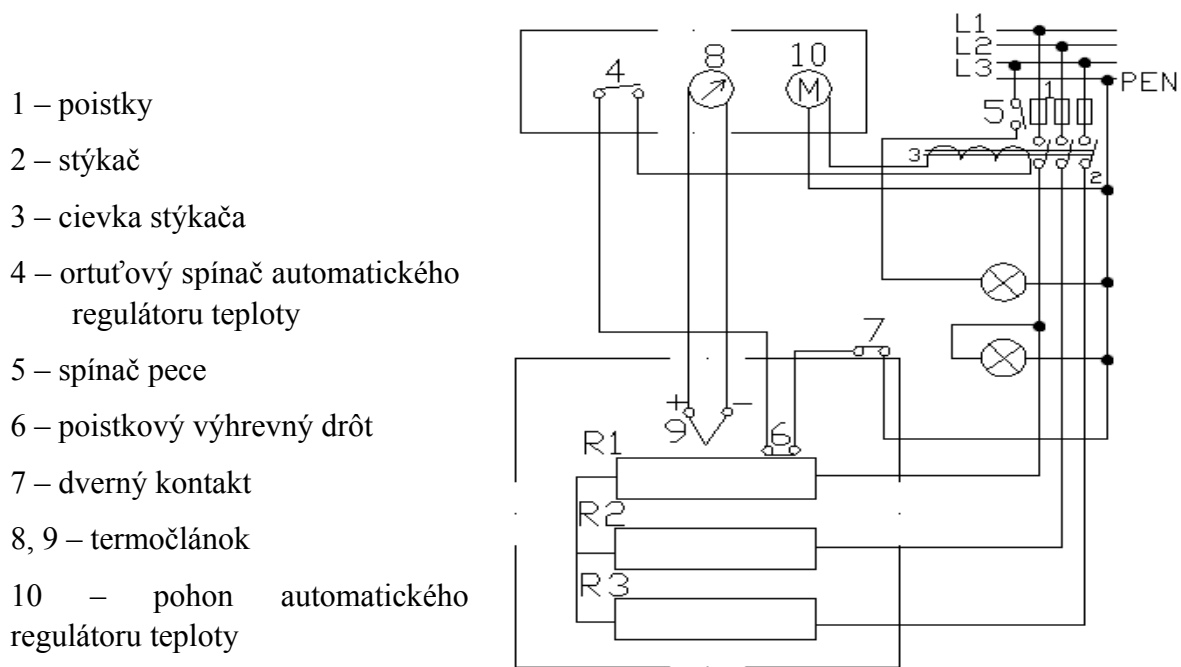 1 – poistky
2 – stýkač
3 – cievka stýkača
4 – ortuťový spínač automatického
regulátoru teploty
5 – spínač pece
6 – poistkový výhrevný drôt
7 – dverný kontakt
8, 9 – termočlánok
10 – pohon automatického
regulátoru teploty
L1
L2
L3
PEN
4
8
10
M
5
1
3
2
7
+
–
9
6
R1
R2
R3